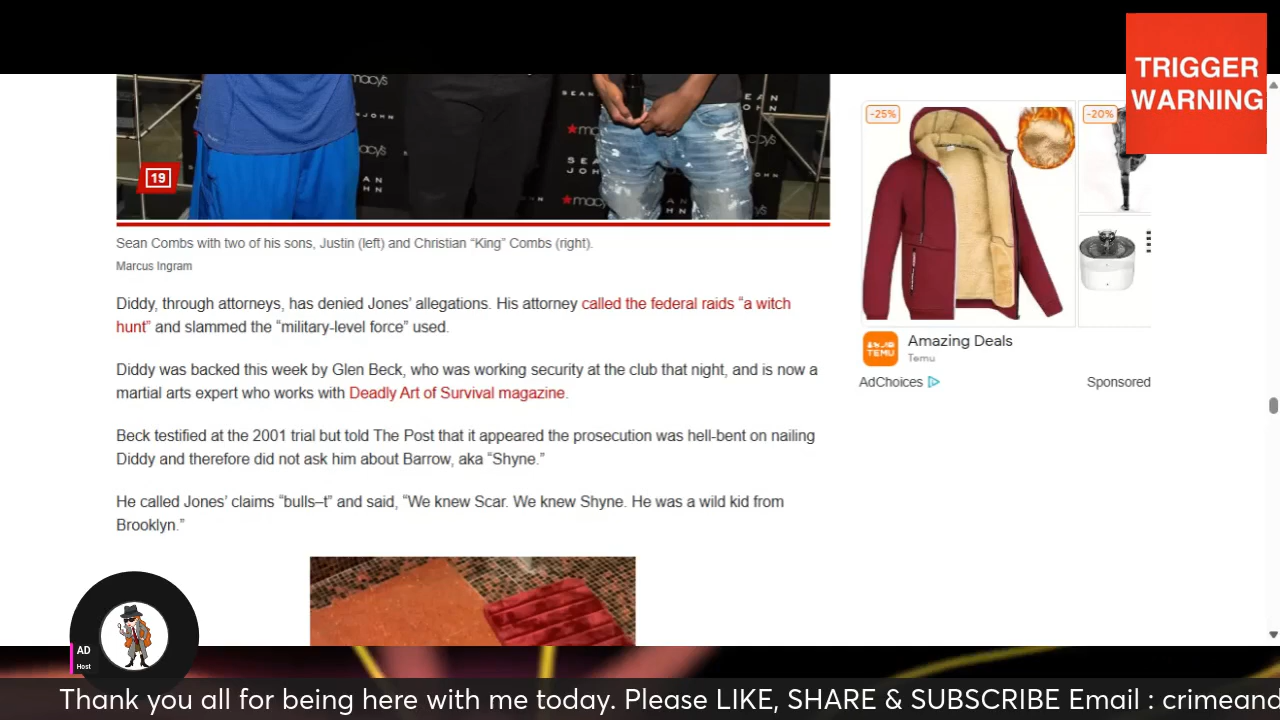 TRIGGER
WARNING
macy's
SEAN
JOHN
19
Sean Combs with two of his sons, Justin (left) and Christian “King” Combs (right).
Marcus Ingram
Diddy, through attorneys, has denied Jones’ allegations. His attorney called the federal raids “a witch
hunt” and slammed the “military-level force” used.
Diddy was backed this week by Glen Beck, who was working security at the club that night, and is now a
martial arts expert who works with Deadly Art of Survival magazine.
Beck testified at the 2001 trial but told The Post that it appeared the prosecution was hell-bent on nailing
Diddy and therefore did not ask him about Barrow, aka “Shyne.”
He called Jones’ claims “bulls–t” and said, “We knew Scar. We knew Shyne. He was a wild kid from
Brooklyn.”
-25%
-20%
TEMU
Amazing Deals
Temu
AdChoices
Sponsored
AD
Host
Thank you all for being here with me today. Please LIKE, SHARE & SUBSCRIBE Email : crimeand